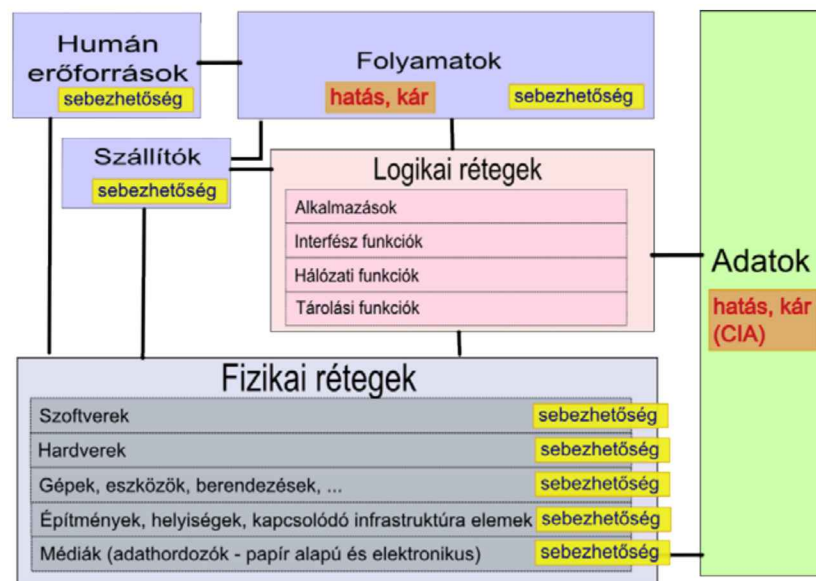 Humán
erőforrások
sebezhetőség
Folyamatok
hatás, kár
sebezhetőség
Szállítók
sebezhetőség
Logikai rétegek
Alkalmazások
Interfész funkciók
Hálózati funkciók
Tárolási funkciók
Adatok
hatás, kár
(CIA)
Fizikai rétegek
Szoftverek sebezhetőség
Hardverek sebezhetőség
Gépek, eszközök, berendezések, ... sebezhetőség
Építmények, helyiségek, kapcsolódó infrastruktúra elemek sebezhetőség
Médiák (adathordozók - papír alapú és elektronikus) sebezhetőség